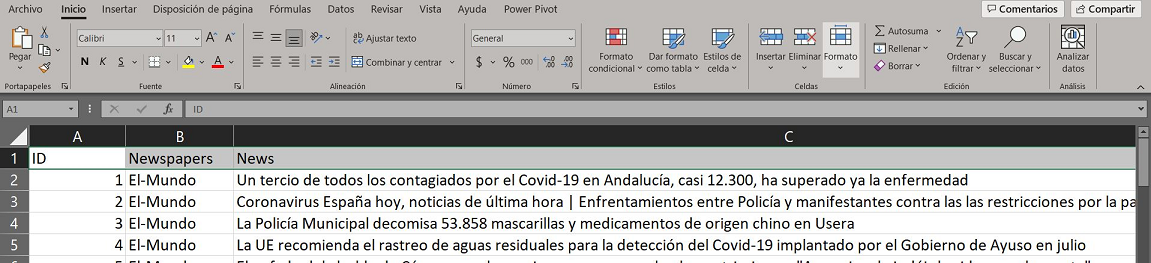 Archivo Inicio Insertar Disposición de página Fórmulas Datos Revisar Vista Ayuda Power Pivot Comentarios Compartir
Calibri 11 A A ab Ajustar texto General Autosuma
Pegar N K S A Combinar y centrar $ % 000 Formato condicional Dar formato como tabla Estilos de celda Insertar Eliminar Formato Rellenar Borrar Ordenar y filtrar Buscar y seleccionar Analizar datos
Portapapeles Fuente Alineación Número Estilos Celdas Edición Análisis
A1 fx ID
A B C
1 ID Newspapers News
2 1 El-Mundo Un tercio de todos los contagiados por el Covid-19 en Andalucía, casi 12.300, ha superado ya la enfermedad
3 2 El-Mundo Coronavirus España hoy, noticias de última hora | Enfrentamientos entre Policía y manifestantes contra las las restricciones por la pa
4 3 El-Mundo La Policía Municipal decomisa 53.858 mascarillas y medicamentos de origen chino en Usera
5 4 El-Mundo La UE recomienda el rastreo de aguas residuales para la detección del Covid-19 implantado por el Gobierno de Ayuso en julio